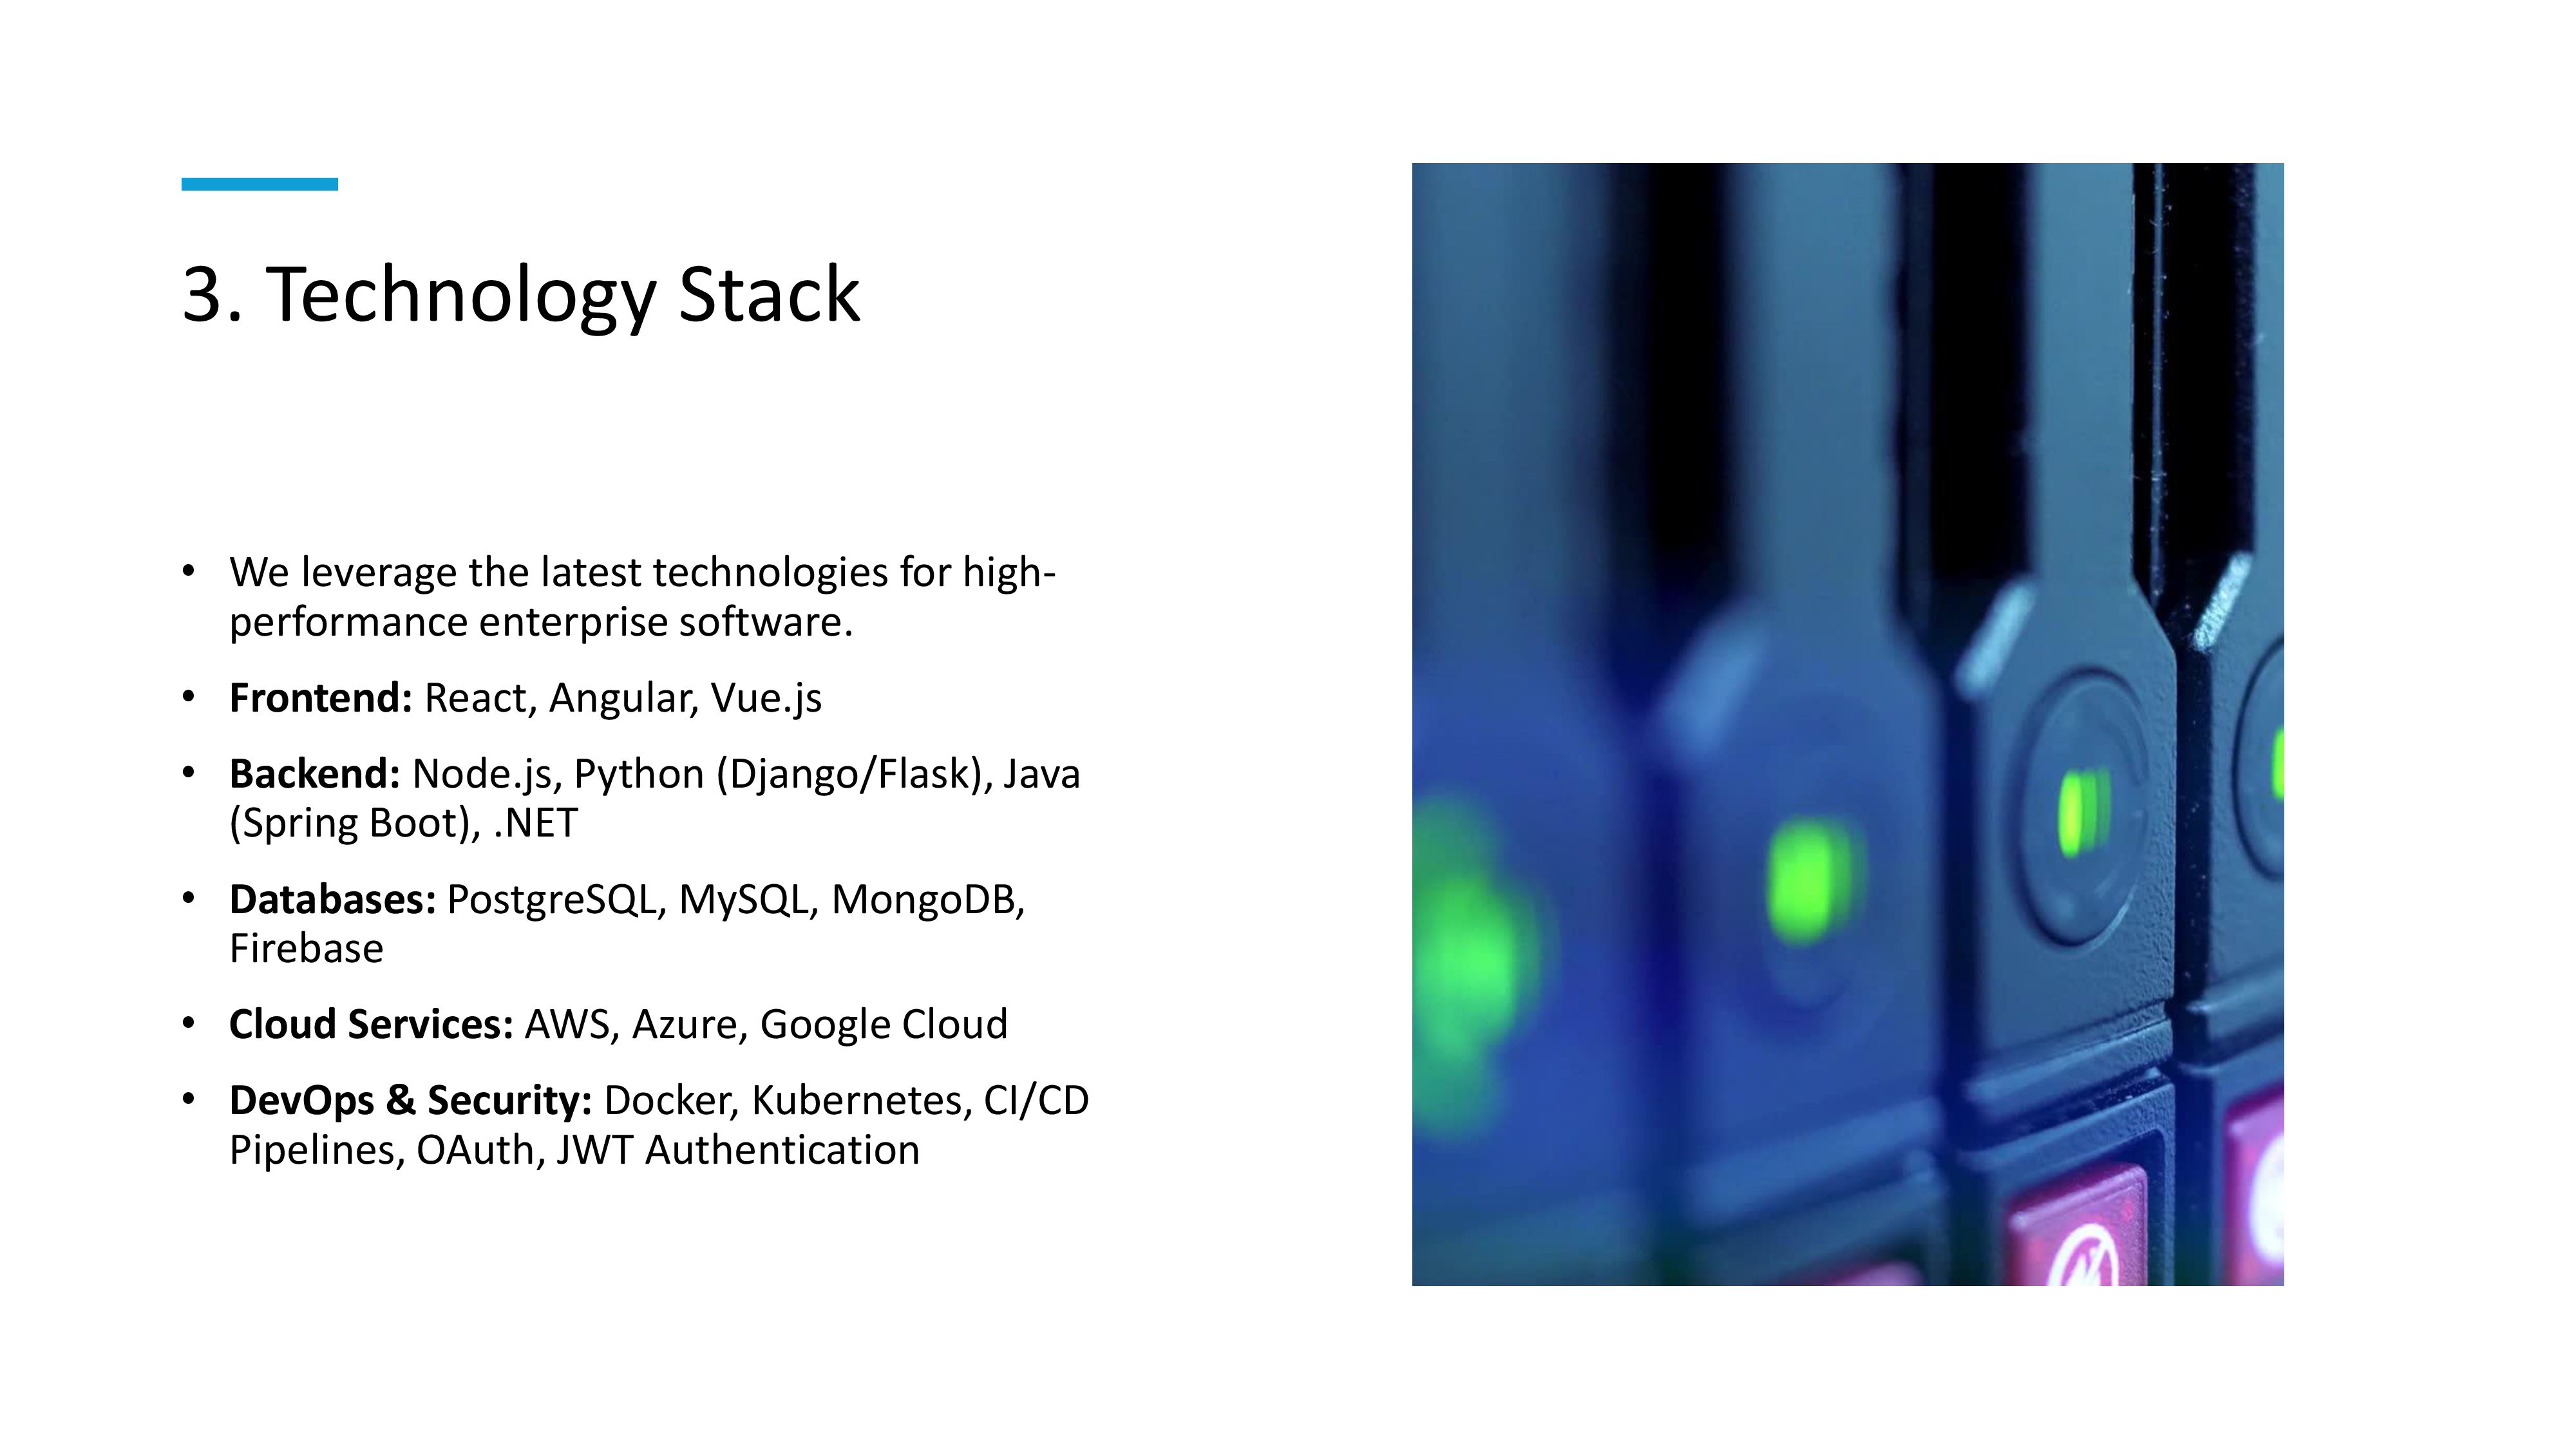 3. Technology Stack
• We leverage the latest technologies for high-
performance enterprise software.
• Frontend: React, Angular, Vue.js
• Backend: Node.js, Python (Django/Flask), Java
(Spring Boot), .NET
• Databases: PostgreSQL, MySQL, MongoDB,
Firebase
• Cloud Services: AWS, Azure, Google Cloud
• DevOps & Security: Docker, Kubernetes, CI/CD
Pipelines, OAuth, JWT Authentication